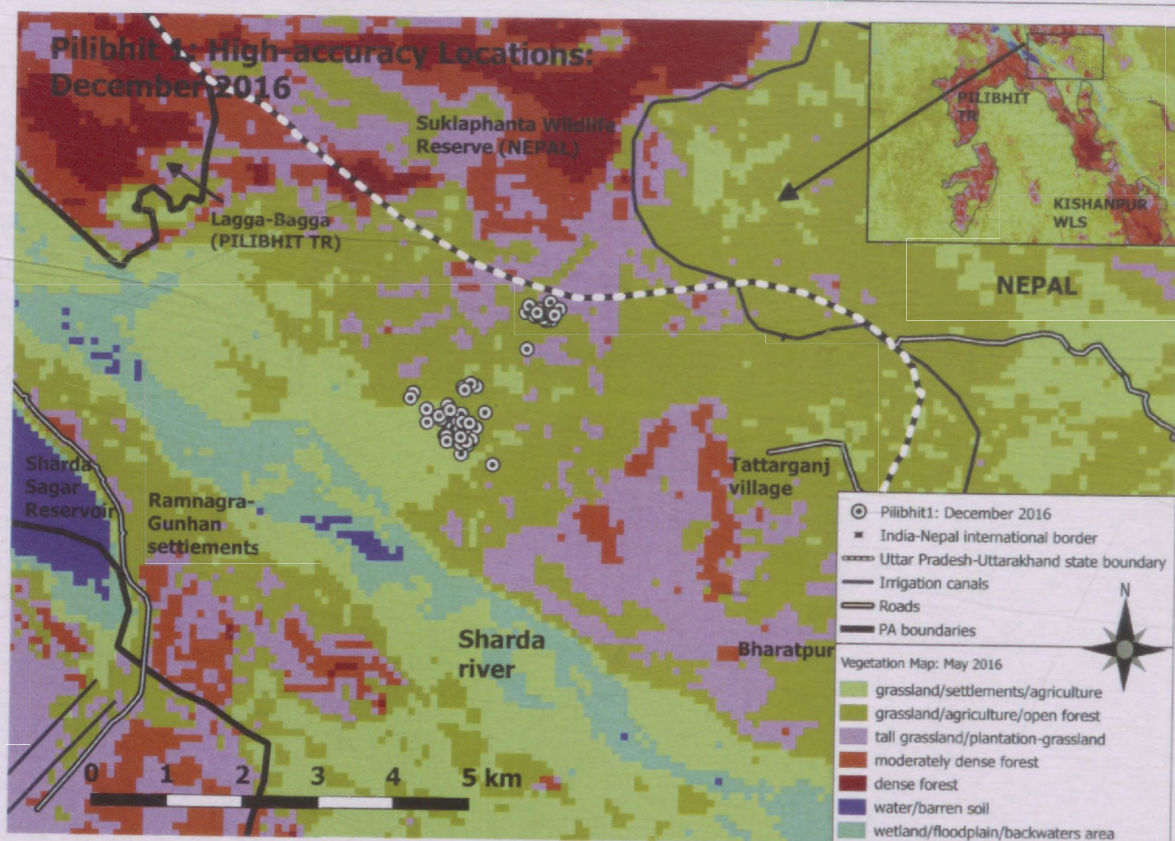 Pilibhit 1: High-accuracy Locations:
December 2016
Suklaphanta Wildlife
Reserve (NEPAL)
PILIBHIT
TR
KISHANPUR
WLS
Lagga-Bagga
(PILIBHIT TR)
NEPAL
Sharda
Sagar
Reservoir
Ramnagra-
Gunhan
settlements
Tattarganj
village
Sharda
river
Bharatpur
0 1 2 3 4 5 km
Pilibhit1: December 2016
India-Nepal international border
Uttar Pradesh-Uttarakhand state boundary
Irrigation canals
Roads
PA boundaries
N
Vegetation Map: May 2016
grassland/settlements/agriculture
grassland/agriculture/open forest
tall grassland/plantation-grassland
moderately dense forest
dense forest
water/barren soil
wetland/floodplain/backwaters area